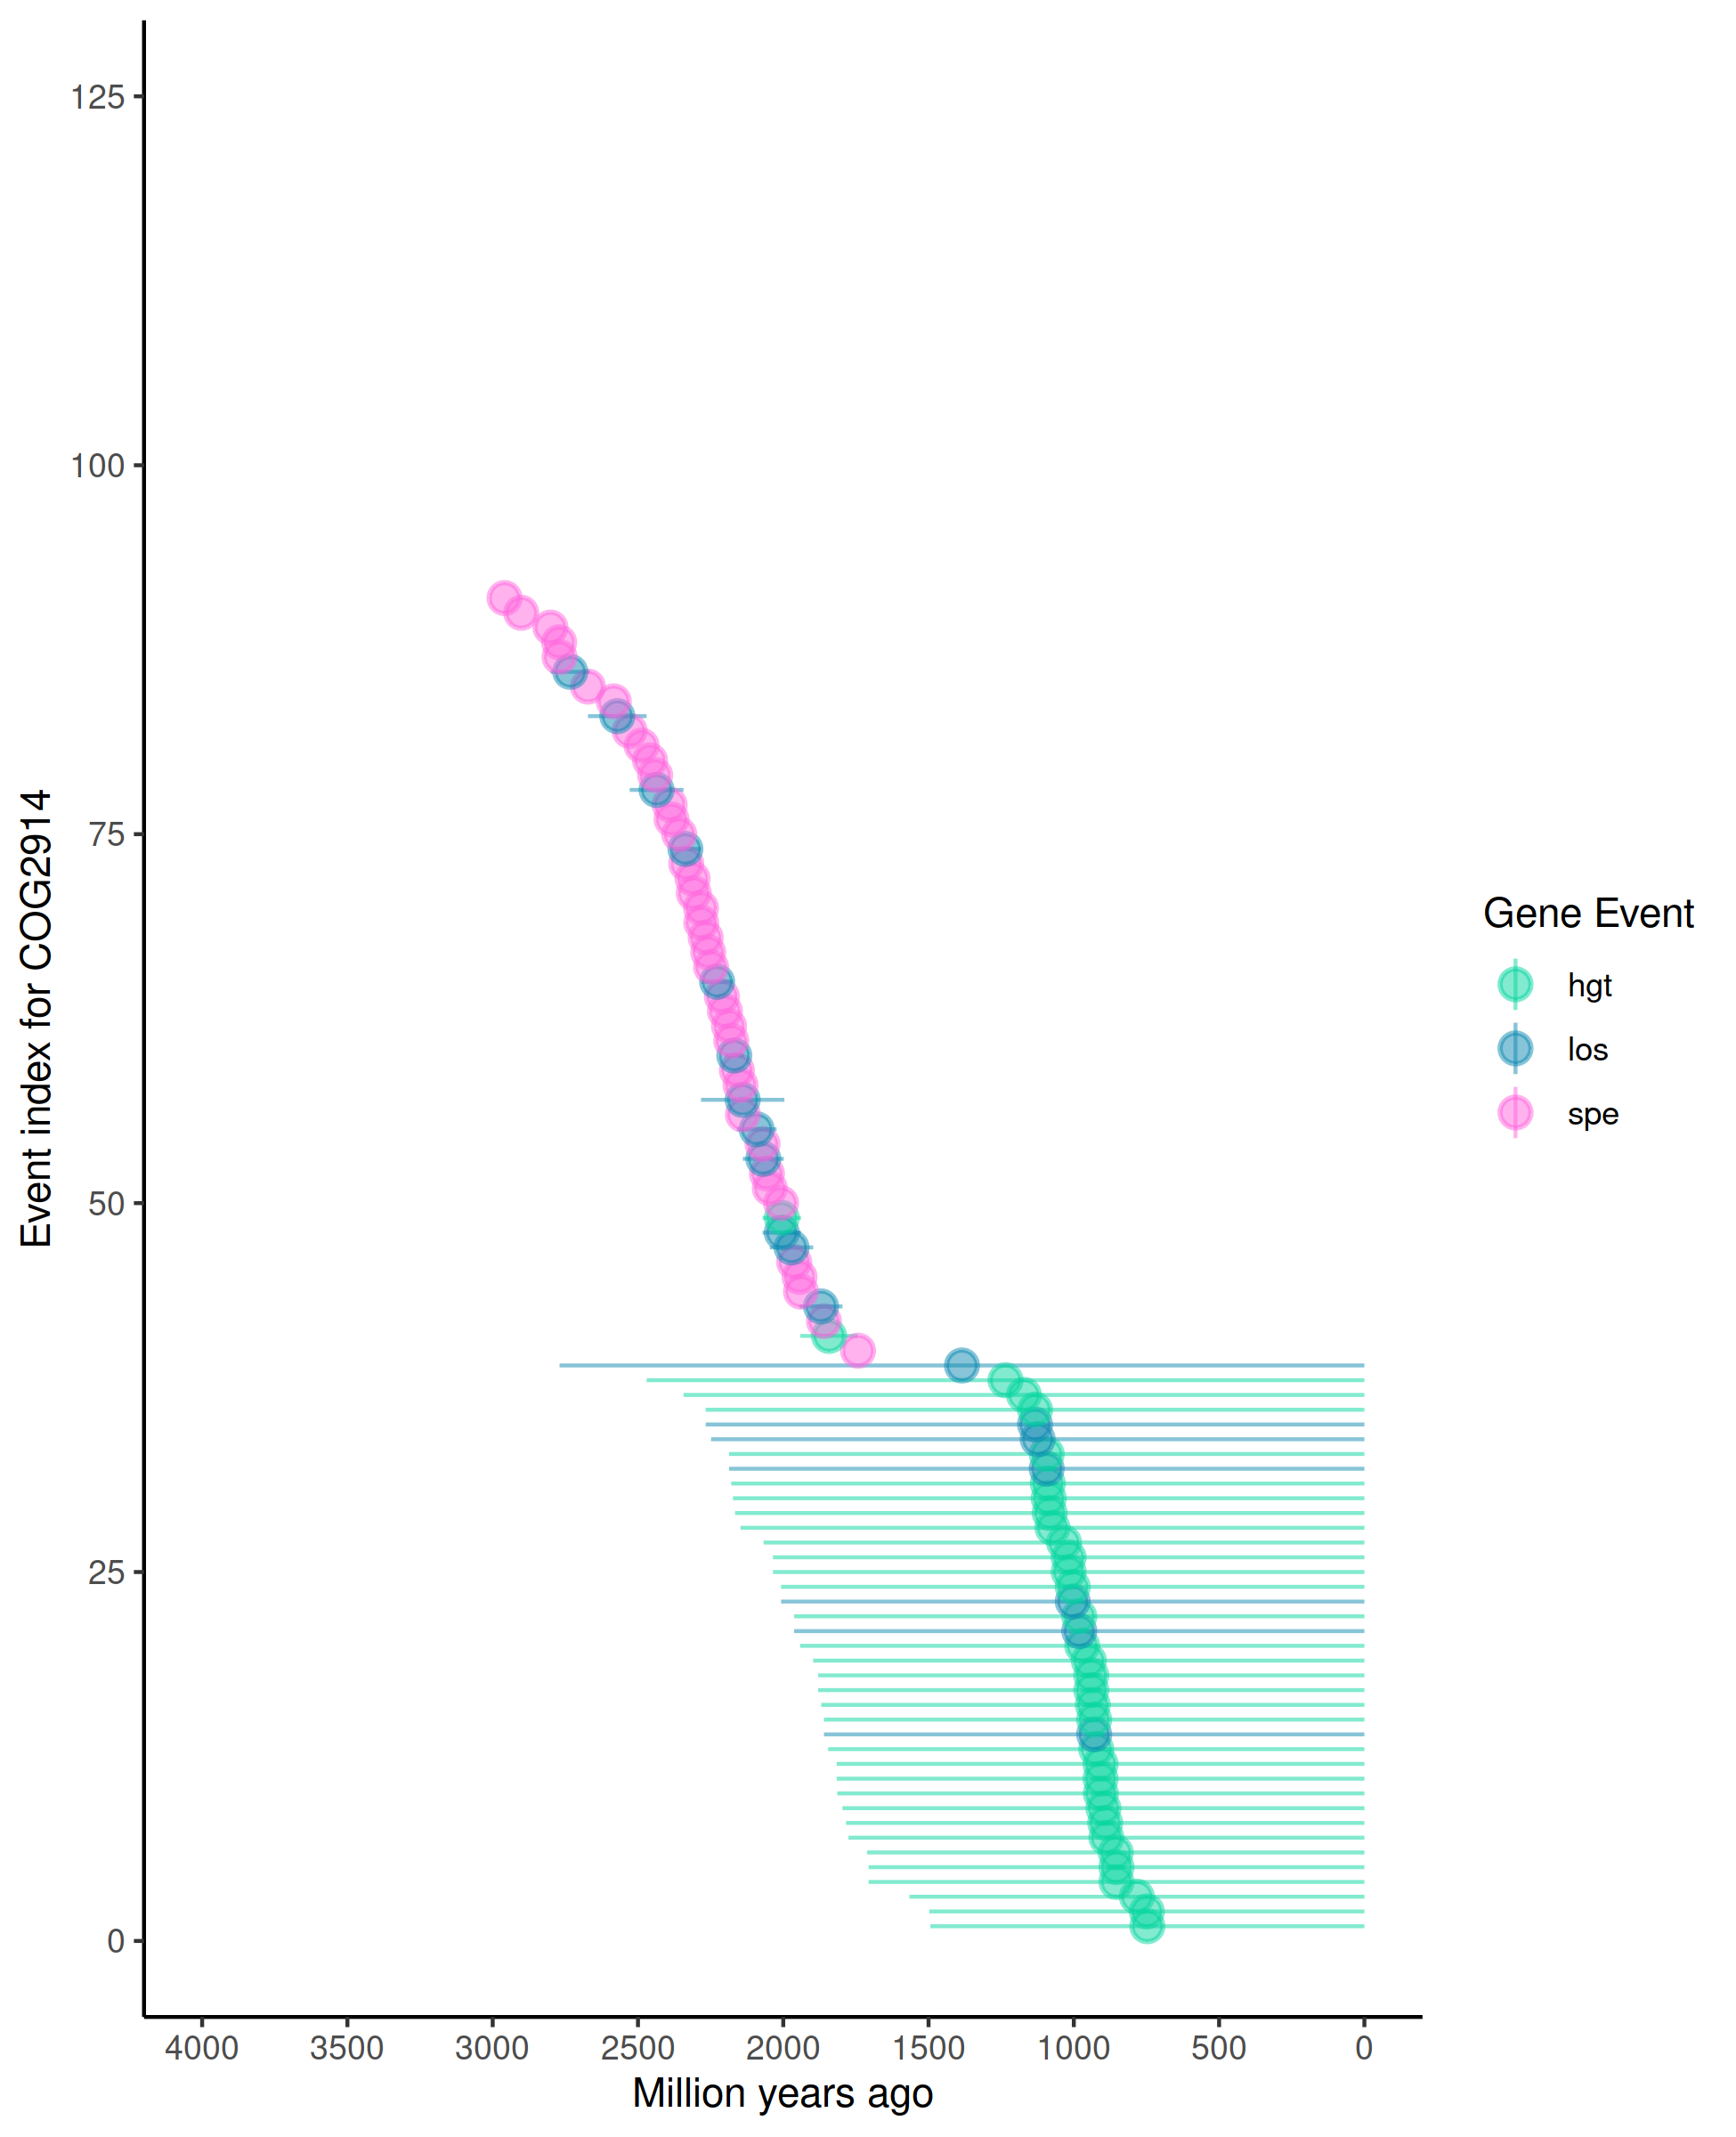 125
100
75
50
25
0
Event index for COG2914
4000 3500 3000 2500 2000 1500 1000 500 0
Million years ago
Gene Event
hgt
los
spe